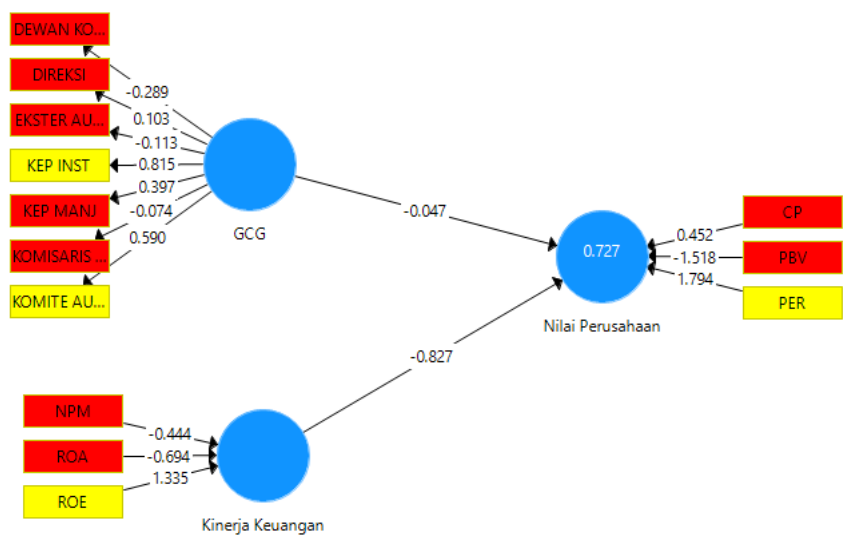 DEWAN KO...
DIREKSI
EKSTER AU...
KEP INST
KEP MANJ
KOMISARIS ...
KOMITE AU...
-0.289
0.103
-0.113
0.815
0.397
-0.074
0.590
GCG
-0.047
0.727
Nilai Perusahaan
0.452
-1.518
1.794
CP
PBV
PER
-0.827
NPM
ROA
ROE
-0.444
-0.694
1.335
Kinerja Keuangan